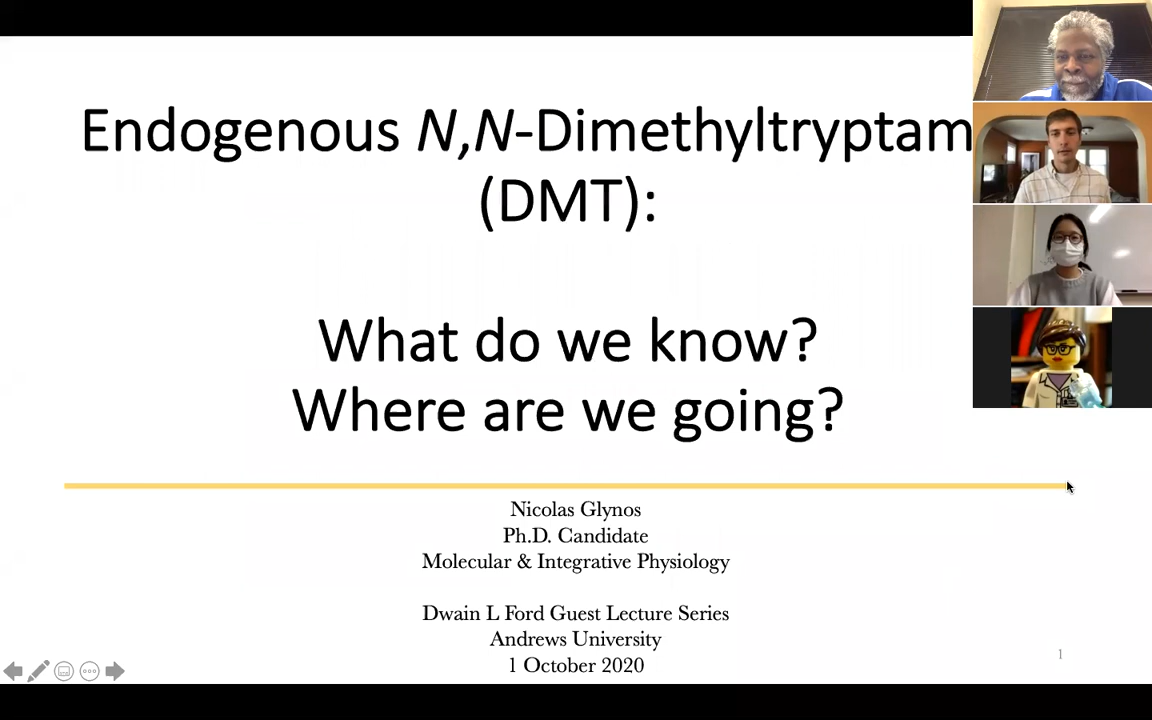 Endogenous N,N-Dimethyltryptam
(DMT):
What do we know?
Where are we going?
Nicolas Glynos
Ph.D. Candidate
Molecular & Integrative Physiology
Dwain L Ford Guest Lecture Series
Andrews University
1 October 2020
1